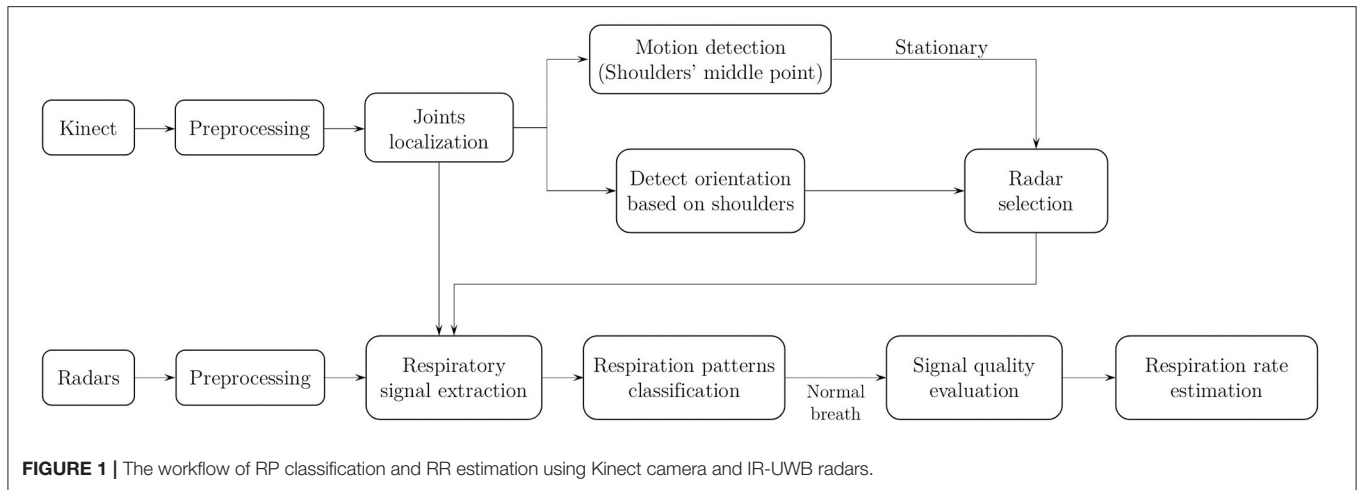 Motion detection
(Shoulders' middle point)
Stationary
Kinect
Preprocessing
Joints
localization
Detect orientation
based on shoulders
Radar
selection
Radars
Preprocessing
Respiratory
signal extraction
Respiration patterns
classification
Normal
breath
Signal quality
evaluation
Respiration rate
estimation
FIGURE 1 | The workflow of RP classification and RR estimation using Kinect camera and IR-UWB radars.